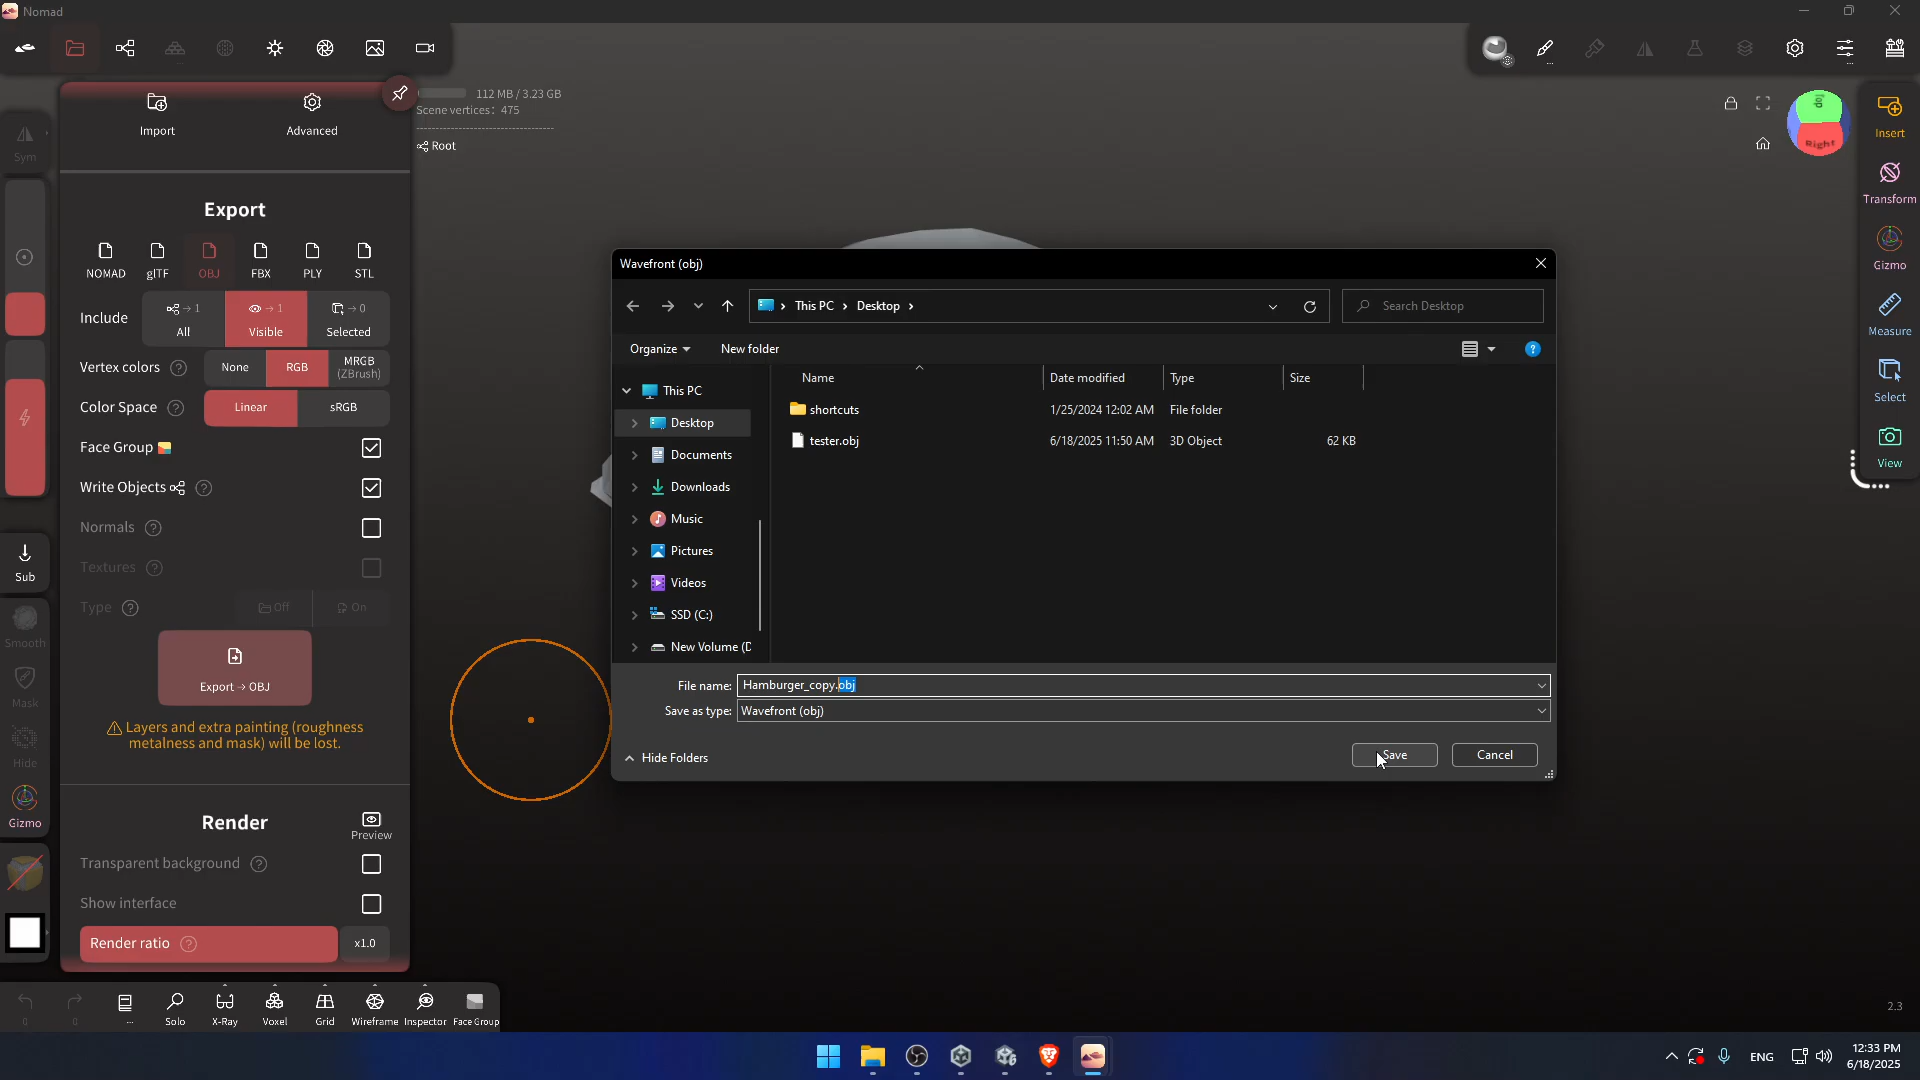 Nomad
112 MB / 3.23 GB
Scene vertices: 475
Root
Import
Advanced
Export
NOMAD
glTF
OBJ
FBX
PLY
STL
Include
→ 1
All
→ 1
Visible
→ 0
Selected
Vertex colors ?
None
RGB
MRGB
(ZBrush)
Color Space ?
Linear
sRGB
Face Group
Write Objects ?
Normals ?
Textures ?
Type ?
Off
On
Export → OBJ
Layers and extra painting (roughness
metalness and mask) will be lost.
Render
Preview
Transparent background ?
Show interface
Render ratio ?
x1.0
Sym
Sub
Smooth
Mask
Hide
Gizmo
Wavefront (obj)
This PC
Desktop
Search Desktop
Organize
New folder
?
Name
Date modified
Type
Size
shortcuts
1/25/2024 12:02 AM
File folder
tester.obj
6/18/2025 11:50 AM
3D Object
62 KB
This PC
Desktop
Documents
Downloads
Music
Pictures
Videos
SSD (C:)
New Volume (D
File name:
Hamburger_copy.obj
Save as type:
Wavefront (obj)
Hide Folders
Save
Cancel
Top
Right
Insert
Transform
Gizmo
Measure
Select
View
0
0
...
Solo
X-Ray
Voxel
Grid
Wireframe
Inspector
Face Group
2.3
ENG
12:33 PM
6/18/2025